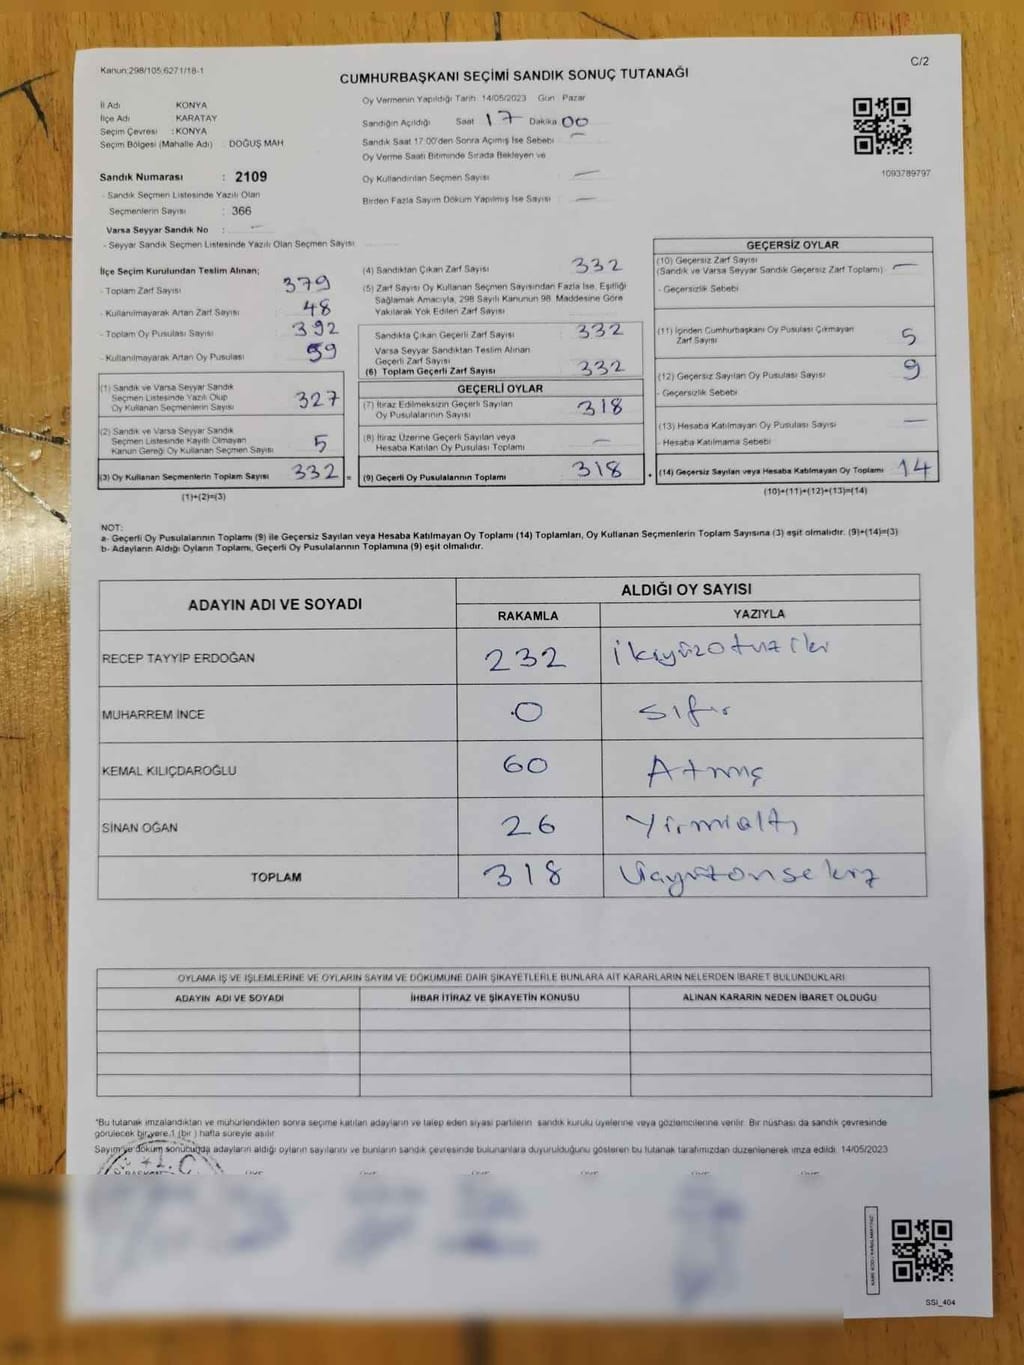 Kanun:298/105;6271/18-1
C/2
CUMHURBAŞKANI SEÇİMİ SANDIK SONUÇ TUTANAĞI
İl Adı KONYA
İlçe Adı KARATAY
Seçim Çevresi : KONYA
Seçim Bölgesi (Mahalle Adı) : DOĞUŞ MAH
Sandık Numarası : 2109
- Sandık Seçmen Listesinde Yazılı Olan
Seçmenlerin Sayısı : 366
Varsa Seyyar Sandık No : -
- Seyyar Sandık Seçmen Listesinde Yazılı Olan Seçmen Sayısı
Oy Vermenin Yapıldığı Tarih: 14/05/2023 Gün Pazar
Sandığın Açıldığı Saat 17 Dakika 00
Sandık Saat 17:00'den Sonra Açımış İse Sebebi -
Oy Verme Saati Bitiminde Sırada Bekleyen ve
Oy Kullandırılan Seçmen Sayısı -
Birden Fazla Sayım Döküm Yapılmış İse Sayısı -
1093789797
İlçe Seçim Kurulundan Teslim Alınan;
- Toplam Zarf Sayısı 379
- Kullanılmayarak Artan Zarf Sayısı 48
- Toplam Oy Pusulası Sayısı 392
- Kullanılmayarak Artan Oy Pusulası 59
(1) Sandık ve Varsa Seyyar Sandık
Seçmen Listesinde Yazılı Olup
Oy Kullanan Seçmenlerin Sayısı 327
(2) Sandık ve Varsa Seyyar Sandık
Seçmen Listesinde Kayıtlı Olmayan
Kanun Gereği Oy Kullanan Seçmen Sayısı 5
(3) Oy Kullanan Seçmenlerin Toplam Sayısı 332 =
(1)+(2)=(3)
(4) Sandıktan Çıkan Zarf Sayısı 332
(5) Zarf Sayısı Oy Kullanan Seçmen Sayısından Fazla İse, Eşitliği
Sağlamak Amacıyla, 298 Sayılı Kanunun 98. Maddesine Göre
Yakılarak Yok Edilen Zarf Sayısı
Sandıkta Çıkan Geçerli Zarf Sayısı 332
Varsa Seyyar Sandıktan Teslim Alınan
Geçerli Zarf Sayısı
(6) Toplam Geçerli Zarf Sayısı 332
GEÇERLİ OYLAR
(7) İtiraz Edilmeksizin Geçerli Sayılan
Oy Pusulalarının Sayısı 318
(8) İtiraz Üzerine Geçerli Sayılan veya
Hesaba Katılan Oy Pusulası Toplamı -
(9) Geçerli Oy Pusulalarının Toplamı 318 +
GEÇERSİZ OYLAR
(10) Geçersiz Zarf Sayısı
(Sandık ve Varsa Seyyar Sandık Geçersiz Zarf Toplamı) -
- Geçersizlik Sebebi
(11) İçinden Cumhurbaşkanı Oy Pusulası Çıkmayan
Zarf Sayısı 5
(12) Geçersiz Sayılan Oy Pusulası Sayısı 9
- Geçersizlik Sebebi
(13) Hesaba Katılmayan Oy Pusulası Sayısı -
- Hesaba Katılmama Sebebi
(14) Geçersiz Sayılan veya Hesaba Katılmayan Oy Toplamı 14
(10)+(11)+(12)+(13)=(14)
NOT:
a- Geçerli Oy Pusulalarının Toplamı (9) ile Geçersiz Sayılan veya Hesaba Katılmayan Oy Toplamı (14) Toplamları, Oy Kullanan Seçmenlerin Toplam Sayısına (3) eşit olmalıdır. (9)+(14)=(3)
b- Adayların Aldığı Oyların Toplamı, Geçerli Oy Pusulalarının Toplamına (9) eşit olmalıdır.
ADAYIN ADI VE SOYADI ALDIĞI OY SAYISI
RAKAMLA YAZIYLA
RECEP TAYYİP ERDOĞAN 232 ikiyüzotuziki
MUHARREM İNCE 0 sıfır
KEMAL KILIÇDAROĞLU 60 Atmış
SİNAN OĞAN 26 Yirmialtı
TOPLAM 318 Üçyüzonsekiz
OYLAMA İŞ VE İŞLEMLERİNE VE OYLARIN SAYIM VE DÖKÜMÜNE DAİR ŞİKAYETLERLE BUNLARA AİT KARARLARIN NELERDEN İBARET BULUNDUKLARI
ADAYIN ADI VE SOYADI İHBAR İTİRAZ VE ŞİKAYETİN KONUSU ALINAN KARARIN NEDEN İBARET OLDUĞU
*Bu tutanak imzalandıktan ve mühürlendikten sonra seçime katılan adayların ve talep eden siyasi partilerin sandık kurulu üyelerine veya gözlemcilerine verilir. Bir nüshası da sandık çevresinde
görülecek bir yere 1 (bir) hafta süreyle asılır.
Sayım ve döküm sonucunda adayların aldığı oyların sayılarını ve bunların sandık çevresinde bulunanlara duyurulduğunu gösteren bu tutanak tarafımızdan düzenlenerek imza edildi. 14/05/2023
T.C.
SSI_404